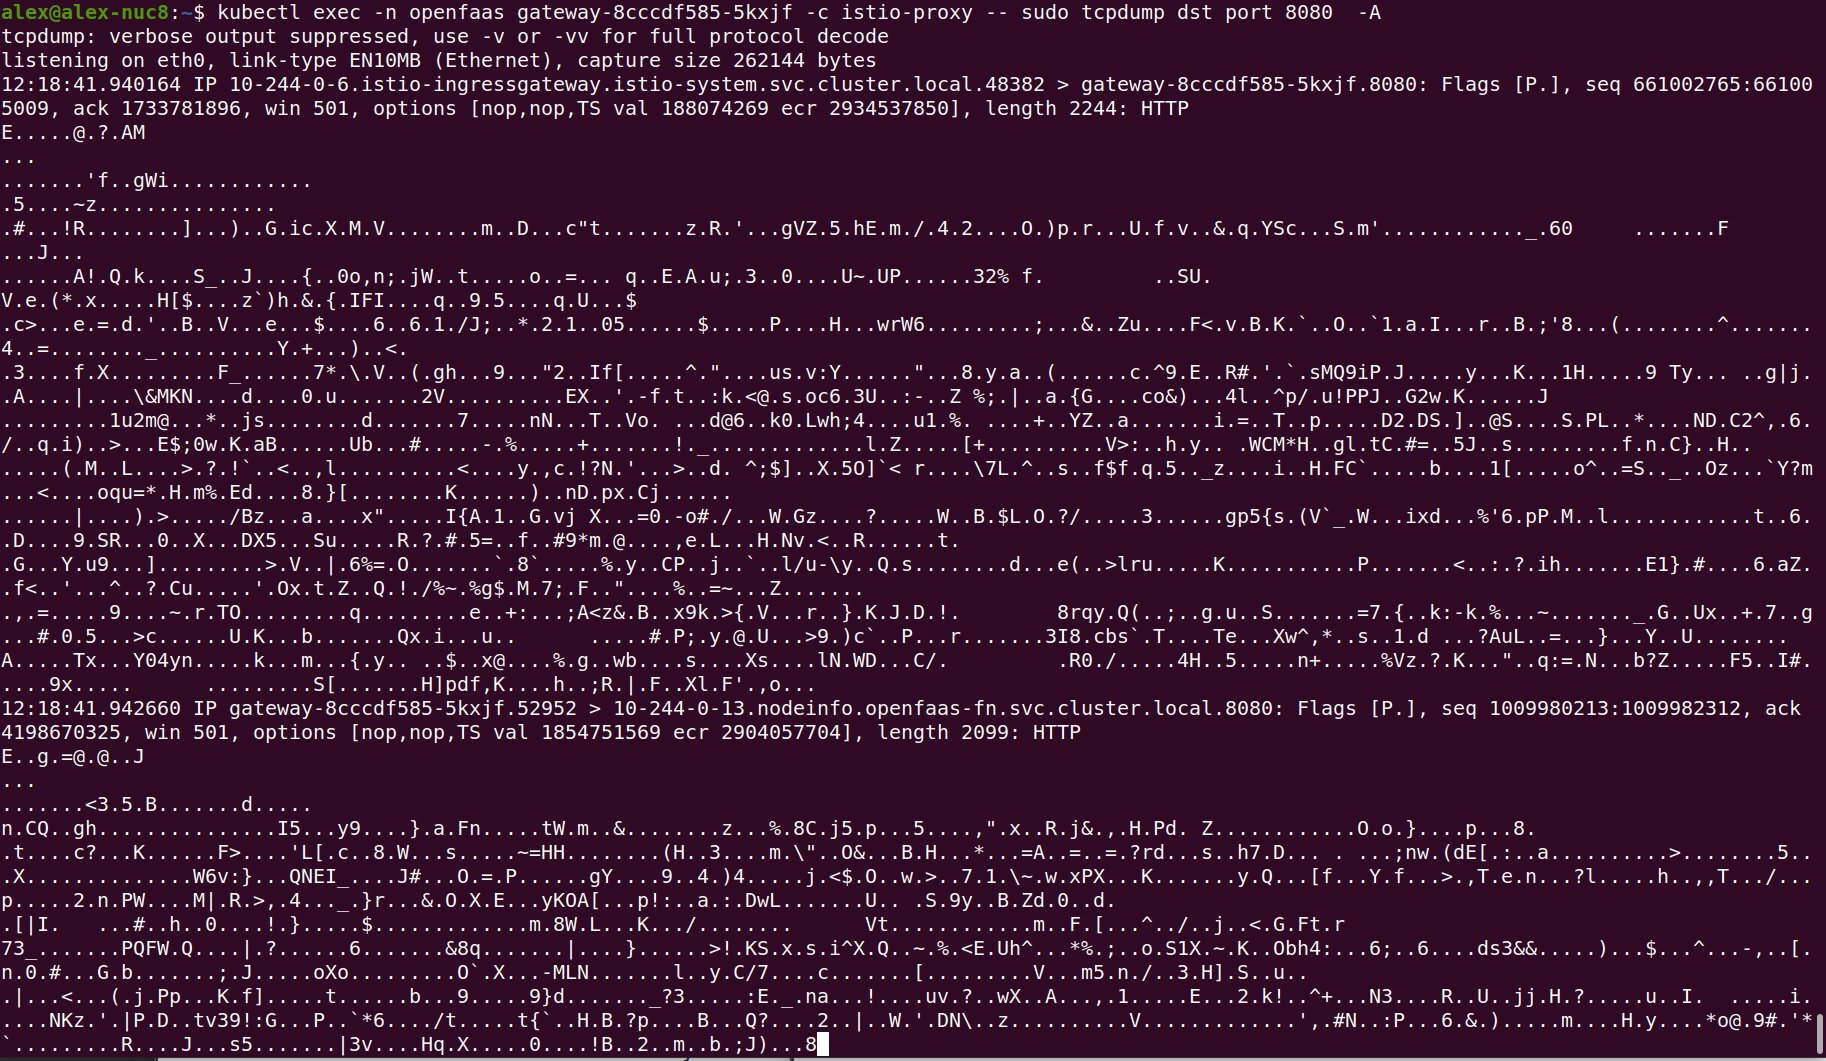 alex@alex-nuc8:~$ kubectl exec -n openfaas gateway-8cccdf585-5kxjf -c istio-proxy -- sudo tcpdump dst port 8080  -A
tcpdump: verbose output suppressed, use -v or -vv for full protocol decode
listening on eth0, link-type EN10MB (Ethernet), capture size 262144 bytes
12:18:41.940164 IP 10-244-0-6.istio-ingressgateway.istio-system.svc.cluster.local.48382 > gateway-8cccdf585-5kxjf.8080: Flags [P.], seq 661002765:66100
5009, ack 1733781896, win 501, options [nop,nop,TS val 188074269 ecr 2934537850], length 2244: HTTP
E.....@.?.AM
...
.......'f..gWi............
.5....~z...............
.#...!R........]...)..G.ic.X.M.V........m..D...c"t.......z.R.'...gVZ.5.hE.m./.4.2....O.)p.r...U.f.v..&.q.YSc...S.m'............_.60     .......F
...J...
......A!.Q.k....S_..J....{..0o,n;.jW..t.....o..=... q..E.A.u;.3..0....U~.UP......32% f.         ..SU.
V.e.(*.x.....H[$....z`)h.&.{.IFI....q..9.5....q.U...$
.c>...e.=.d.'..B..V...e...$....6..6.1./J;..*.2.1..05......$.....P....H...wrW6.........;...&..Zu....F<.v.B.K.`..O..`1.a.I...r..B.;'8...(........^.......
4..=........_..........Y.+...)..<.
.3....f.X.........F_......7*.\.V..(.gh...9..."2..If[.....^."....us.v:Y......"...8.y.a..(......c.^9.E..R#.'.`.sMQ9iP.J.....y...K...1H.....9 Ty... ..g|j.
.A....|....\&MKN....d....0.u.......2V..........EX..'.-f.t..:k.<@.s.oc6.3U..:-..Z %;.|..a.{G....co&)...4l..^p/.u!PPJ..G2w.K......J
.........1u2m@...*..js........d.......7.....nN...T..Vo. ...d@6..k0.Lwh;4....u1.%. ....+..YZ..a.......i.=..T..p.....D2.DS.]..@S....S.PL..*....ND.C2^,.6.
/..q.i)..>...E$;0w.K.aB......Ub...#.....-.%.....+.......!._.............l.Z.....[+..........V>:..h.y.. .WCM*H..gl.tC.#=..5J..s.........f.n.C}..H..
.....(.M..L....>.?.!`..<..,l..........<....y.,c.!?N.'...>..d. ^;$]..X.5O]`< r....\7L.^..s..f$f.q.5.._z....i..H.FC`.....b....1[.....o^..=S.._..Oz...`Y?m
...<....oqu=*.H.m%.Ed....8.}[........K......)..nD.px.Cj......
......|....).>...../Bz...a....x".....I{A.1..G.vj X...=0.-o#./...W.Gz....?.....W..B.$L.O.?/.....3......gp5{s.(V`_.W...ixd...%'6.pP.M..l............t..6.
.D....9.SR...0..X...DX5...Su.....R.?.#.5=..f..#9*m.@....,e.L...H.Nv.<..R......t.
.G...Y.u9...].........>.V..|.6%=.O.......`.8`.....%.y..CP..j..`..l/u-\y..Q.s........d...e(..>lru.....K...........P.......<..:.?.ih.......E1}.#....6.aZ.
.f<..'...^..?.Cu.....'.Ox.t.Z..Q.!./%~.%g$.M.7;.F.."....%..=~...Z.......
.,.=.....9....~.r.TO.........q.........e..+:...;A<z&.B..x9k.>{.V...r..}.K.J.D.!.        8rqy.Q(..;..g.u..S.......=7.{..k:-k.%...~......._.G..Ux..+.7..g
...#.0.5...>c......U.K...b.......Qx.i...u..       .....#.P;.y.@.U...>9.)c`..P...r.......3I8.cbs`.T....Te...Xw^,*..s..1.d ...?AuL..=...}...Y..U........
A.....Tx...Y04yn.....k...m...{.y.. ..$..x@....%.g..wb....s....Xs....lN.WD...C/.         .R0./.....4H..5.....n+.....%Vz.?.K..."..q:=.N...b?Z.....F5..I#.
....9x.....      .........S[.......H]pdf,K....h..;R.|.F..Xl.F'.,o...
12:18:41.942660 IP gateway-8cccdf585-5kxjf.52952 > 10-244-0-13.nodeinfo.openfaas-fn.svc.cluster.local.8080: Flags [P.], seq 1009980213:1009982312, ack
4198670325, win 501, options [nop,nop,TS val 1854751569 ecr 2904057704], length 2099: HTTP
E..g.=@.@..J
...
.......<3.5.B.......d.....
n.CQ..gh...............I5...y9....}.a.Fn.....tW.m..&........z...%.8C.j5.p...5....,".x..R.j&.,.H.Pd. Z............O.o.}....p...8.
.t....c?...K......F>....'L[.c..8.W...s.....~=HH........(H..3....m.\"..O&...B.H...*...=A..=..=.?rd...s..h7.D... . ...;nw.(dE[.:..a..........>........5..
.X..............W6v:}...QNEI_....J#...O.=.P......gY....9..4.)4.....j.<$.O..w.>..7.1.\~.w.xPX...K.......y.Q...[f...Y.f...>.,T.e.n...?l.....h..,,T.../...
p.....2.n.PW....M|.R.>,.4..._.}r...&.O.X.E...yKOA[...p!:..a.:.DwL.......U.. .S.9y..B.Zd.0..d.
.[|I.   ...#..h..0....!.}.....$.............m.8W.L...K.../........      Vt............m..F.[...^../..j..<.G.Ft.r
73_.......PQFW.Q....|.?......6.......&8q.......|....}......>!.KS.x.s.i^X.Q..~.%.<E.Uh^...*%.;..o.S1X.~.K..Obh4:...6;..6....ds3&&.....)...$...^...-,..[.
n.0.#...G.b.......;.J.....oXo.........O`.X...-MLN.......l..y.C/7....c.......[.........V...m5.n./..3.H].S..u..
.|...<...(.j.Pp...K.f].....t......b...9.....9}d......._?3.....:E._.na...!....uv.?..wX..A...,.1.....E...2.k!..^+...N3....R..U..jj.H.?.....u..I.  .....i.
....NKz.'.|P.D..tv39!:G...P..`*6..../t.....t{`..H.B.?p....B...Q?....2..|..W.'.DN\..z..........V.............',.#N..:P...6.&.).....m....H.y....*o@.9#.'*
`.........R....J...s5.......|3v....Hq.X.....0....!B..2..m..b.;J)...8